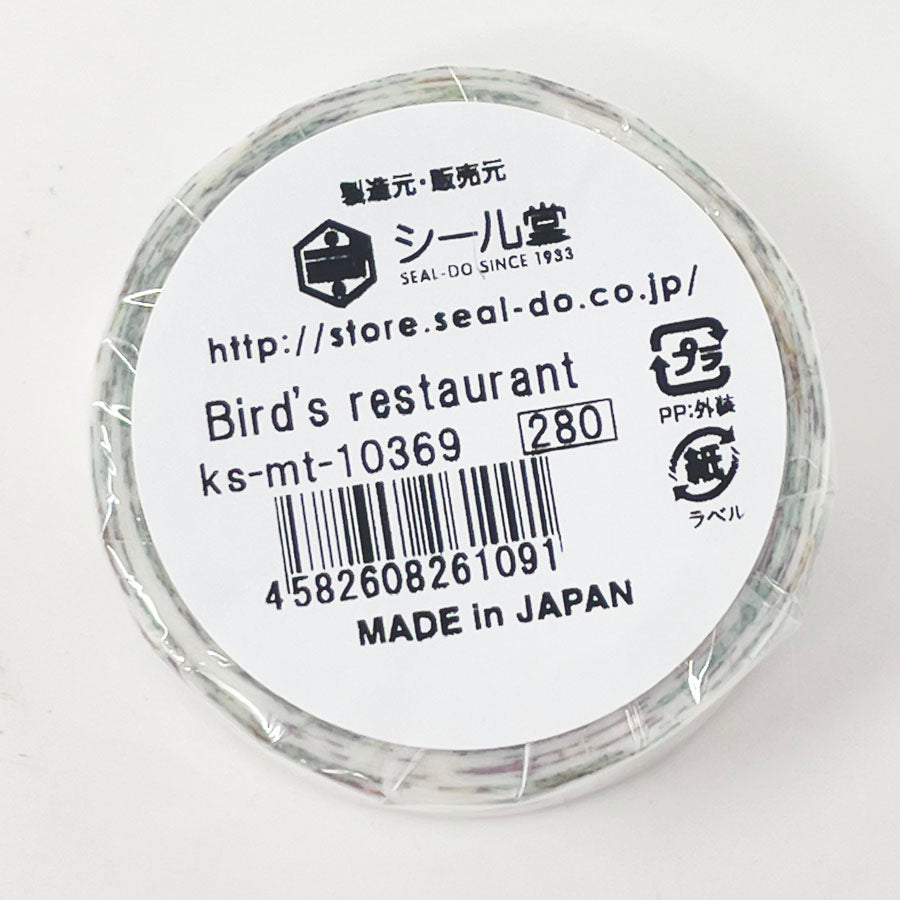 製造元・販売元
シール堂
SEAL-DO SINCE 1933
http://store.seal-do.co.jp/
Bird's restaurant
ks-mt-10369
280
4582608261091
MADE in JAPAN
プラ
PP:外装
紙
ラベル